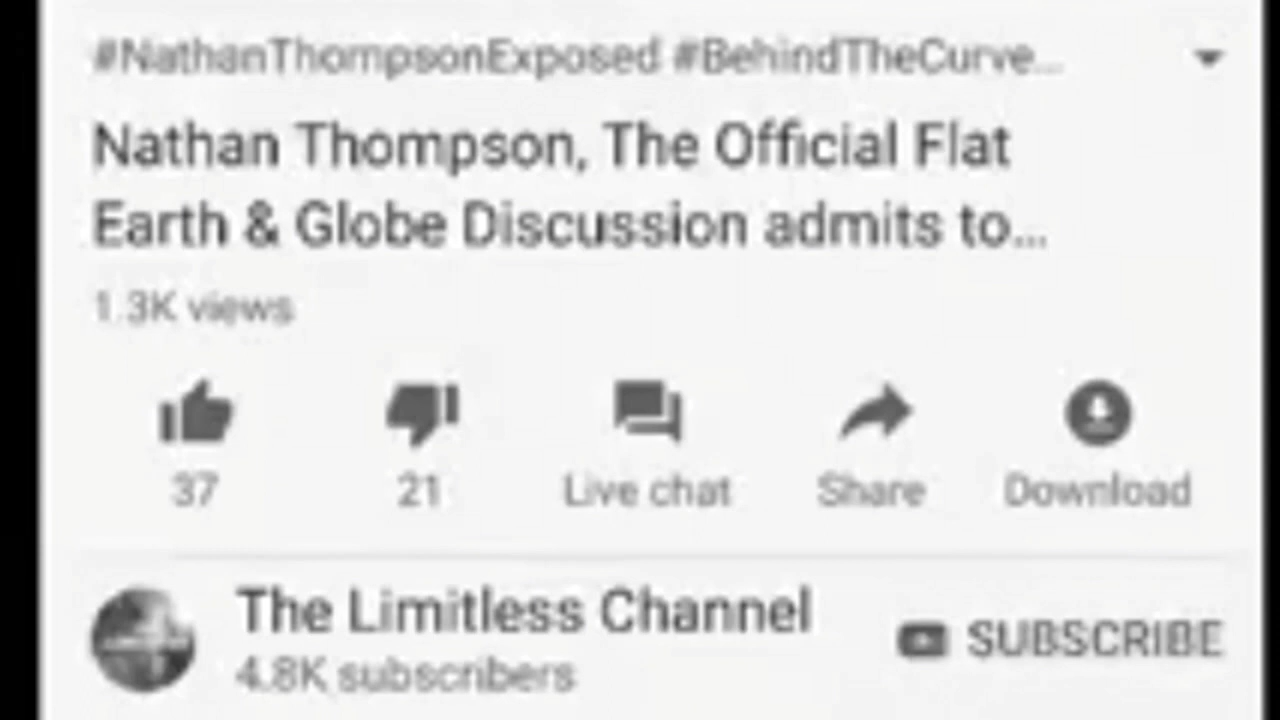 #NathanThompsonExposed #BehindTheCurve...
Nathan Thompson, The Official Flat
Earth & Globe Discussion admits to...
1.3K views
37 21 Live chat Share Download
The Limitless Channel
4.8K subscribers
SUBSCRIBE